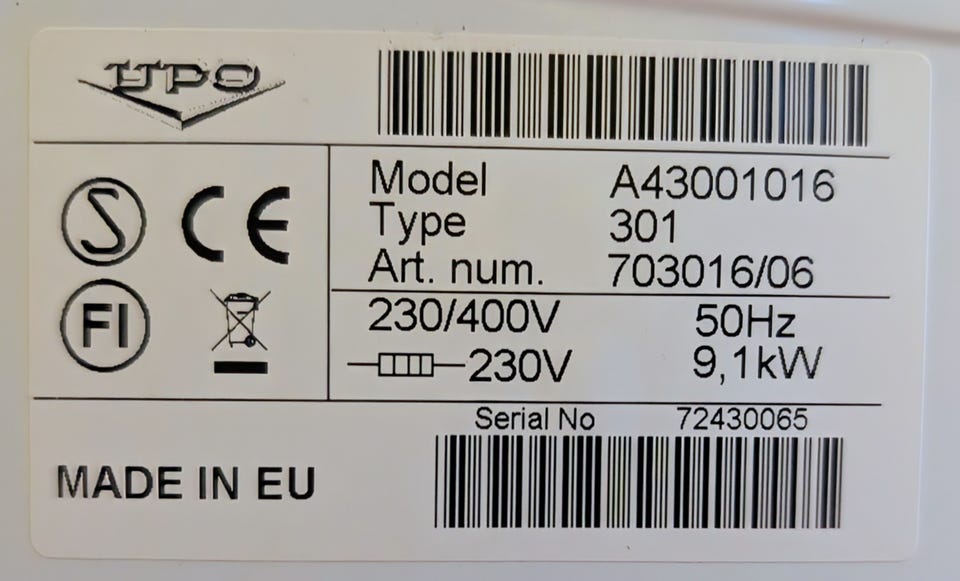 UPO
Model A43001016
Type 301
Art. num. 703016/06
S CE
FI
230/400V 50Hz
230V 9,1kW
Serial No 72430065
MADE IN EU